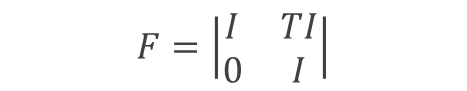 F = |I TI|
|0 I|